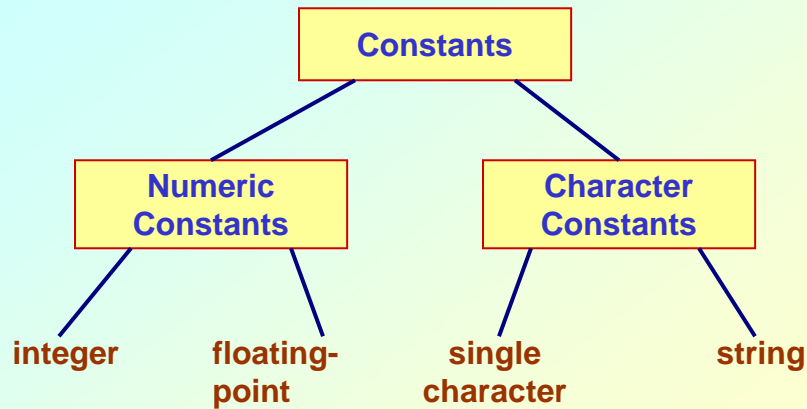 Constants
Numeric
Constants
Character
Constants
integer
floating-
point
single
character
string